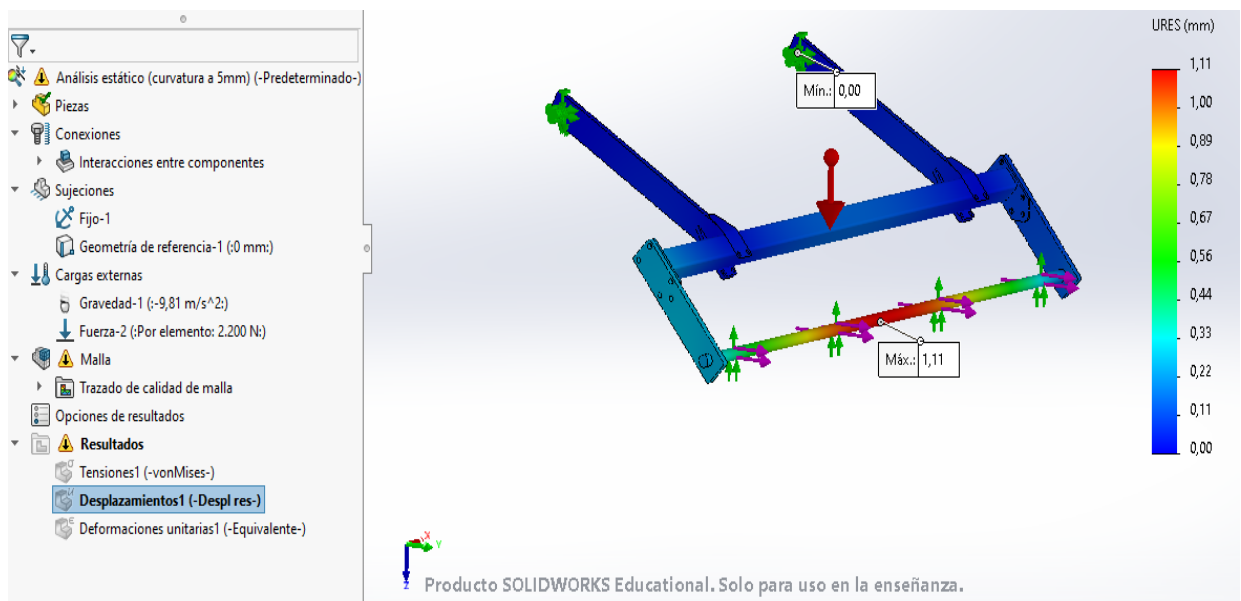 Análisis estático (curvatura a 5mm) (-Predeterminado-)
Piezas
Conexiones
Interacciones entre componentes
Sujeciones
Fijo-1
Geometría de referencia-1 (:0 mm:)
Cargas externas
Gravedad-1 (:-9,81 m/s^2:)
Fuerza-2 (:Por elemento: 2.200 N:)
Malla
Trazado de calidad de malla
Opciones de resultados
Resultados
Tensiones1 (-vonMises-)
Desplazamientos1 (-Despl res-)
Deformaciones unitarias1 (-Equivalente-)
Mín.: 0,00
Máx.: 1,11
URES (mm)
1,11
1,00
0,89
0,78
0,67
0,56
0,44
0,33
0,22
0,11
0,00
X
Y
Z
Producto SOLIDWORKS Educational. Solo para uso en la enseñanza.